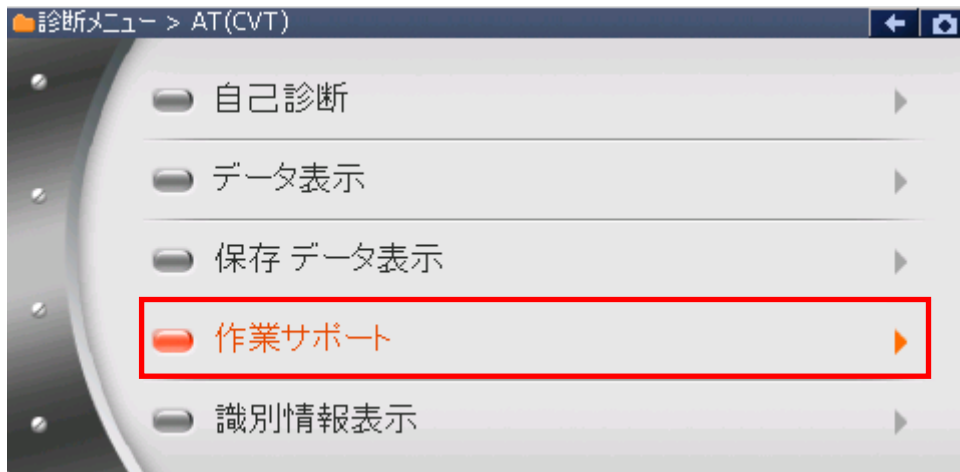 診断メニュー > AT(CVT)
自己診断
データ表示
保存 データ表示
作業サポート
識別情報表示